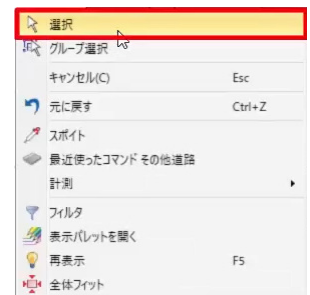 選択
グループ選択
キャンセル(C) Esc
元に戻す Ctrl+Z
スポイト
最近使ったコマンド その他道路
計測
フィルタ
表示パレットを開く
再表示 F5
全体フィット